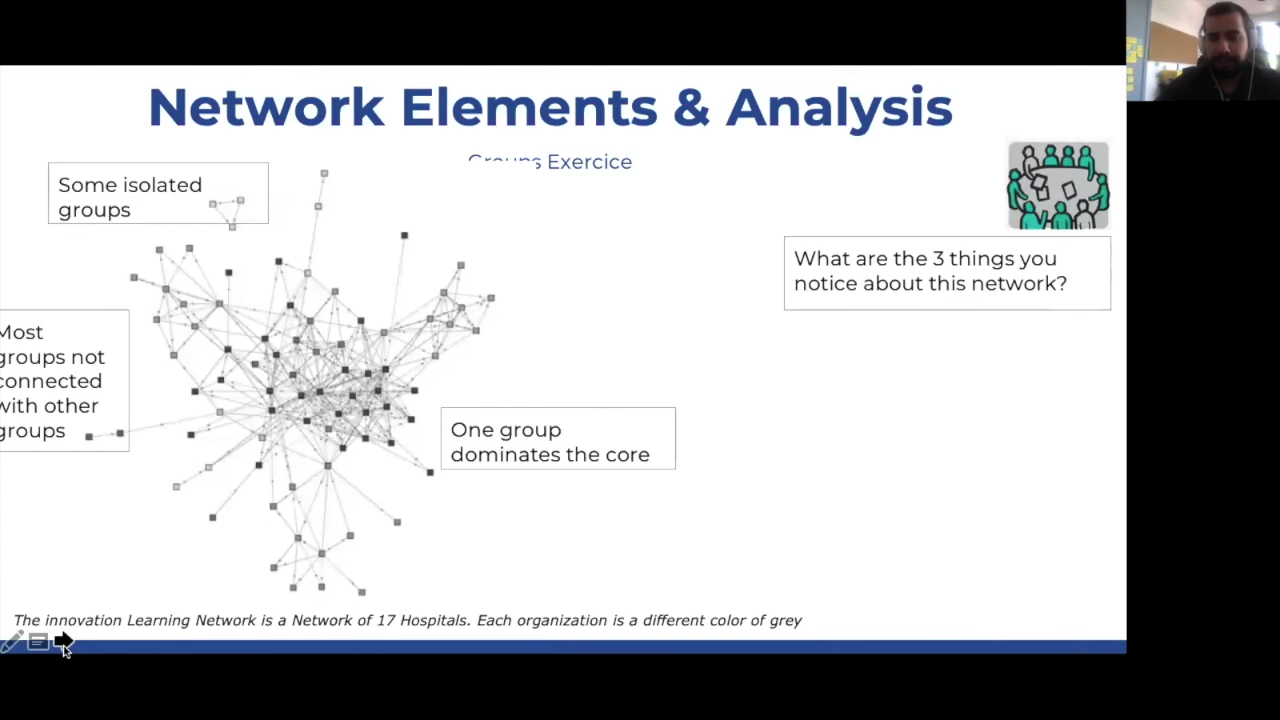 Network Elements & Analysis
Exercice
Some isolated
groups
What are the 3 things you
notice about this network?
Most
groups not
connected
with other
groups
One group
dominates the core
The innovation Learning Network is a Network of 17 Hospitals. Each organization is a different color of grey